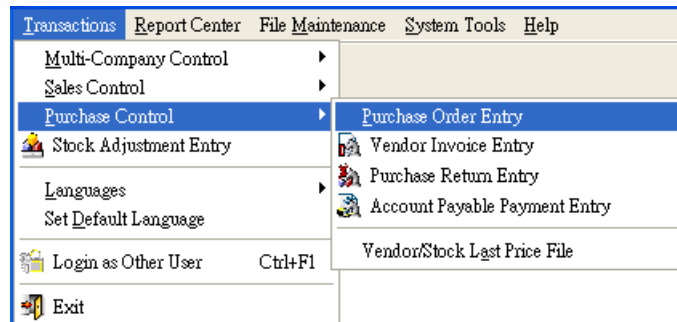 Transactions Report Center File Maintenance System Tools Help
Multi-Company Control
Sales Control
Purchase Control
Stock Adjustment Entry
Languages
Set Default Language
Login as Other User Ctrl+F1
Exit
Purchase Order Entry
Vendor Invoice Entry
Purchase Return Entry
Account Payable Payment Entry
Vendor/Stock Last Price File